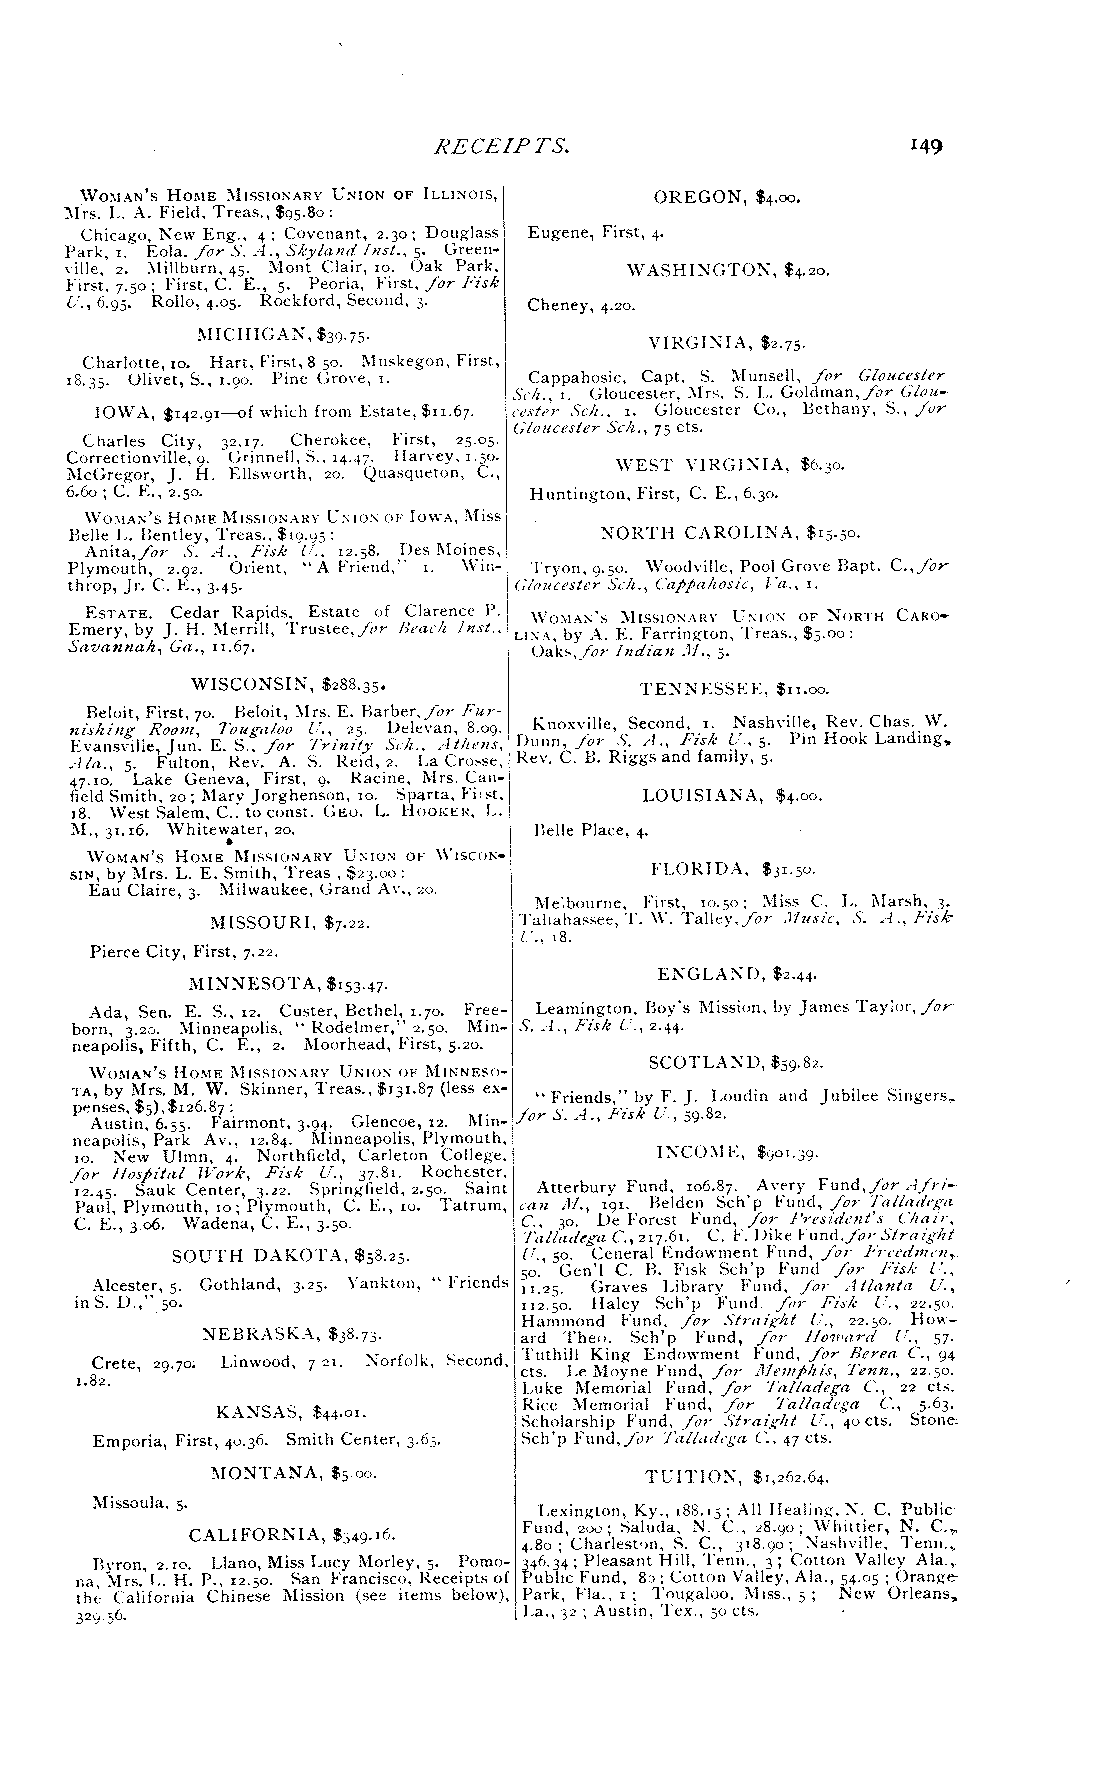 RECEIPTS.
149
WOMAN'S HOME MISSIONARY UNION OF ILLINOIS,
Mrs. L. A. Field, Treas., $95.80:
Chicago, New Eng., 4; Covenant, 2.30; Douglass
Park, 1. Eola. for S. A., Skyland Inst., 5. Green-
ville, 2. Millburn, 45. Mont Clair, 10. Oak Park,
First, 7.50; First, C. E., 5. Peoria, First, for Fisk
U., 6.95. Rollo, 4.05. Rockford, Second, 3.
MICHIGAN, $39.75.
Charlotte, 10. Hart, First, 8 50. Muskegon, First,
18.35. Olivet, S., 1.90. Pine Grove, 1.
IOWA, $142.91—of which from Estate, $11.67.
Charles City, 32.17. Cherokee, First, 25.05.
Correctionville, 9. Grinnell, S., 14.47. Harvey, 1.50.
McGregor, J. H. Ellsworth, 20. Quasqueton, C.,
6.60; C. E., 2.50.
WOMAN'S HOME MISSIONARY UNION OF IOWA, Miss
Belle L. Bentley, Treas., $19.95:
Anita, for S. A., Fisk U., 12.58. Des Moines,
Plymouth, 2.92. Orient, "A Friend," 1. Win-
throp, Jr. C. E., 3.45.
ESTATE. Cedar Rapids, Estate of Clarence P.
Emery, by J. H. Merrill, Trustee, for Beach Inst.,
Savannah, Ga., 11.67.
WISCONSIN, $288.35.
Beloit, First, 70. Beloit, Mrs. E. Barber, for Fur-
nishing Room, Tougaloo U., 25. Delevan, 8.09.
Evansville, Jun. E. S., for Trinity Sch., Athens,
Ala., 5. Fulton, Rev. A. S. Reid, 2. La Crosse,
47.10. Lake Geneva, First, 9. Racine, Mrs. Can-
field Smith, 20; Mary Jorghenson, 10. Sparta, First,
18. West Salem, C., to const. GEO. L. HOOKER, L.
M., 31.16. Whitewater, 20.
WOMAN'S HOME MISSIONARY UNION OF WISCON-
SIN, by Mrs. L. E. Smith, Treas , $23.00:
Eau Claire, 3. Milwaukee, Grand Av., 20.
MISSOURI, $7.22.
Pierce City, First, 7.22.
MINNESOTA, $153.47.
Ada, Sen. E. S., 12. Custer, Bethel, 1.70. Free-
born, 3.20. Minneapolis, "Rodelmer," 2.50. Min-
neapolis, Fifth, C. E., 2. Moorhead, First, 5.20.
WOMAN'S HOME MISSIONARY UNION OF MINNESO-
TA, by Mrs. M. W. Skinner, Treas., $131.87 (less ex-
penses, $5), $126.87:
Austin, 6.55. Fairmont, 3.94. Glencoe, 12. Min-
neapolis, Park Av., 12.84. Minneapolis, Plymouth,
10. New Ulmn, 4. Northfield, Carleton College,
for Hospital Work, Fisk U., 37.81. Rochester,
12.45. Sauk Center, 3.22. Springfield, 2.50. Saint
Paul, Plymouth, 10; Plymouth, C. E., 10. Tatrum,
C. E., 3.06. Wadena, C. E., 3.50.
SOUTH DAKOTA, $58.25.
Alcester, 5. Gothland, 3.25. Yankton, "Friends
in S. D.," 50.
NEBRASKA, $38.73.
Crete, 29.70. Linwood, 7 21. Norfolk, Second,
1.82.
KANSAS, $44.01.
Emporia, First, 40.36. Smith Center, 3.65.
MONTANA, $5.00.
Missoula, 5.
CALIFORNIA, $349.16.
Byron, 2.10. Llano, Miss Lucy Morley, 5. Pomo-
na, Mrs. L. H. P., 12.50. San Francisco, Receipts of
the California Chinese Mission (see items below),
329.56.
OREGON, $4.00.
Eugene, First, 4.
WASHINGTON, $4.20.
Cheney, 4.20.
VIRGINIA, $2.75.
Cappahosic, Capt. S. Munsell, for Gloucester
Sch., 1. Gloucester, Mrs. S. L. Goldman, for Glou-
cester Sch., 1. Gloucester Co., Bethany, S., for
Gloucester Sch., 75 cts.
WEST VIRGINIA, $6.30.
Huntington, First, C. E., 6.30.
NORTH CAROLINA, $15.50.
Tryon, 9.50. Woodville, Pool Grove Bapt. C., for
Gloucester Sch., Cappahosic, Va., 1.
WOMAN'S MISSIONARY UNION OF NORTH CARO-
LINA, by A. E. Farrington, Treas., $5.00:
Oaks, for Indian M., 5.
TENNESSEE, $11.00.
Knoxville, Second, 1. Nashville, Rev. Chas. W.
Dunn, for S. A., Fisk U., 5. Pin Hook Landing,
Rev. C. B. Riggs and family, 5.
LOUISIANA, $4.00.
Belle Place, 4.
FLORIDA, $31.50.
Melbourne, First, 10.50; Miss C. L. Marsh, 3.
Tallahassee, T. W. Talley, for Music, S. A., Fisk
U., 18.
ENGLAND, $2.44.
Leamington, Boy's Mission, by James Taylor, for
S. A., Fisk U., 2.44.
SCOTLAND, $59.82.
"Friends," by F. J. Loudin and Jubilee Singers,
for S. A., Fisk U., 59.82.
INCOME, $901.39.
Atterbury Fund, 106.87. Avery Fund, for Afri-
can M., 191. Belden Sch'p Fund, for Talladega
C., 30. De Forest Fund, for President's Chair,
Talladega C., 217.61. C. F. Dike Fund, for Straight
U., 50. General Endowment Fund, for Freedmen,
50. Gen'l C. B. Fisk Sch'p Fund for Fisk U.,
11.25. Graves Library Fund, for Atlanta U.,
112.50. Haley Sch'p Fund. for Fisk U., 22.50.
Hammond Fund, for Straight U., 22.50. How-
ard Theo. Sch'p Fund, for Howard U., 57.
Tuthill King Endowment Fund, for Berea C., 94
cts. Le Moyne Fund, for Memphis, Tenn., 22.50.
Luke Memorial Fund, for Talladega C., 22 cts.
Rice Memorial Fund, for Talladega C., 5.63.
Scholarship Fund, for Straight U., 40 cts. Stone
Sch'p Fund, for Talladega C., 47 cts.
TUITION, $1,262.64.
Lexington, Ky., 188.15; All Healing, N. C. Public
Fund, 200; Saluda, N. C., 28.90; Whittier, N. C.,
4.80; Charleston, S. C., 318.90; Nashville, Tenn.,
346.34; Pleasant Hill, Tenn., 3; Cotton Valley Ala.,
Public Fund, 80; Cotton Valley, Ala., 54.05; Orange
Park, Fla., 1; Tougaloo, Miss., 5; New Orleans,
La., 32; Austin, Tex., 50 cts.